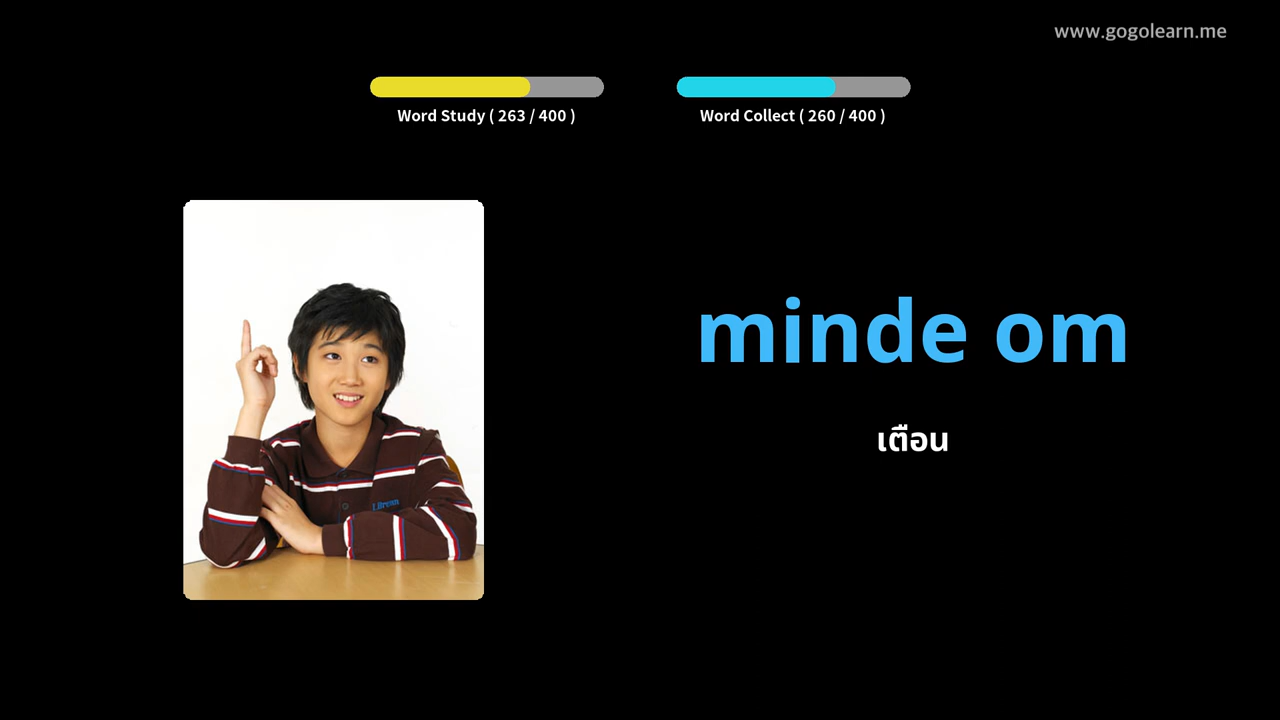 www.gogolearn.me
Word Study ( 263 / 400 )
Word Collect ( 260 / 400 )
minde om
เตือน